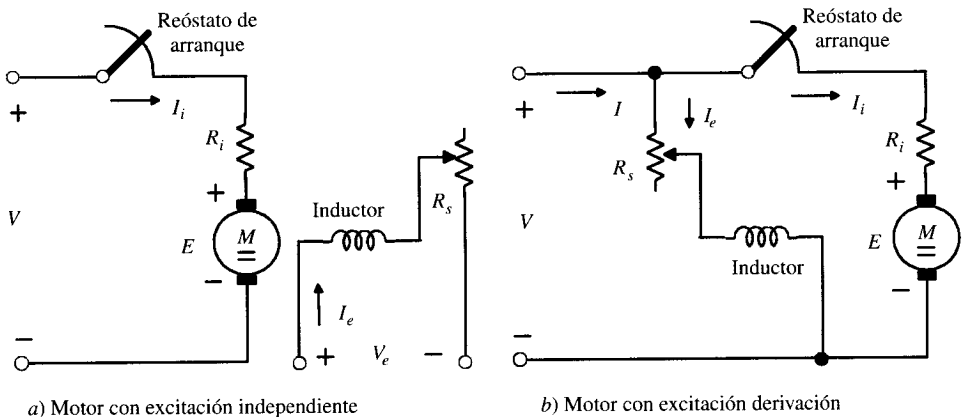 Reóstato de
arranque
+
I_i
R_i
+
V
E
M
−
−
Inductor
R_s
I_e
+
V_e
−
a) Motor con excitación independiente
Reóstato de
arranque
+
I
I_e
I_i
R_s
R_i
+
V
E
M
−
Inductor
−
b) Motor con excitación derivación